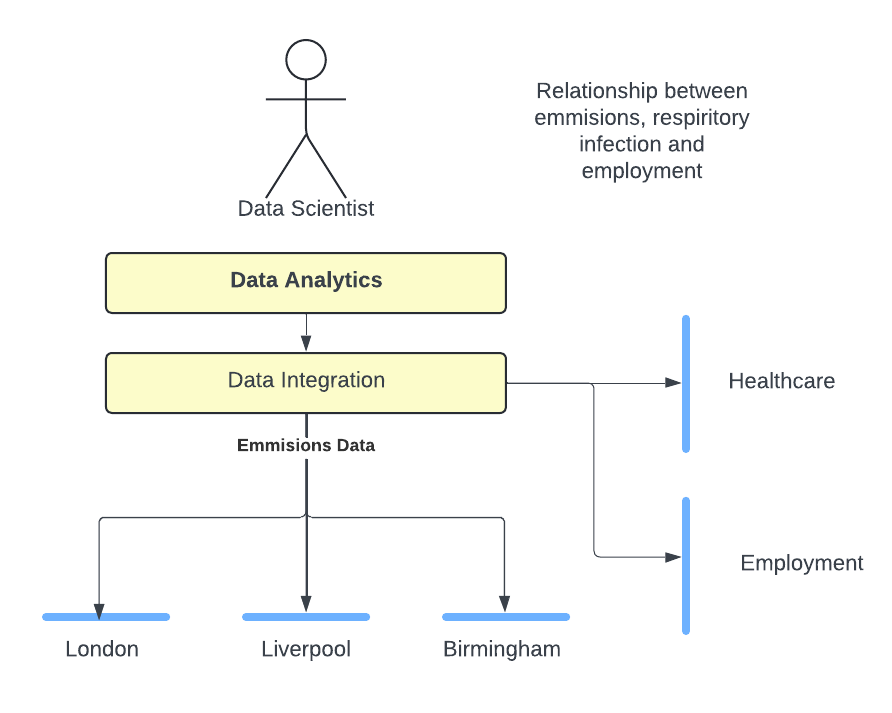 Relationship between
emmisions, respiritory
infection and
employment
Data Scientist
Data Analytics
Data Integration
Healthcare
Emmisions Data
Employment
London
Liverpool
Birmingham